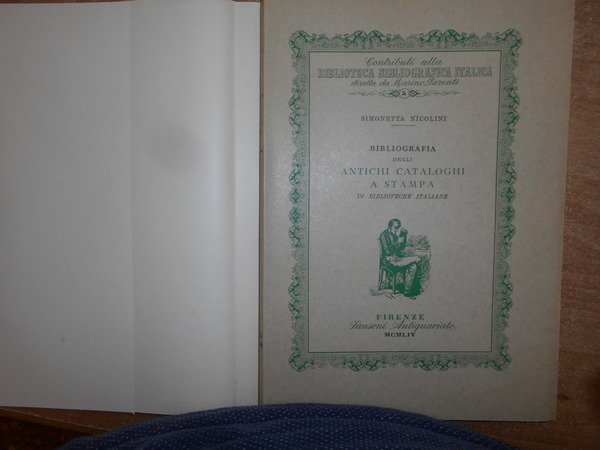 Contributi alla
BIBLIOTECA BIBLIOGRAFICA ITALICA
diretta da Marino Parenti
5
SIMONETTA NICOLINI
BIBLIOGRAFIA
DEGLI
ANTICHI CATALOGHI
A STAMPA
DI BIBLIOTECHE ITALIANE
FIRENZE
Sansoni Antiquariato
MCMLIV